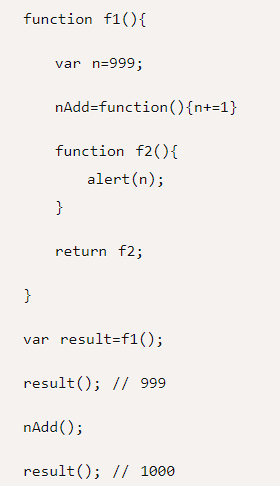 function f1(){
var n=999;
nAdd=function(){n+=1}
function f2(){
alert(n);
}
return f2;
}
var result=f1();
result(); // 999
nAdd();
result(); // 1000